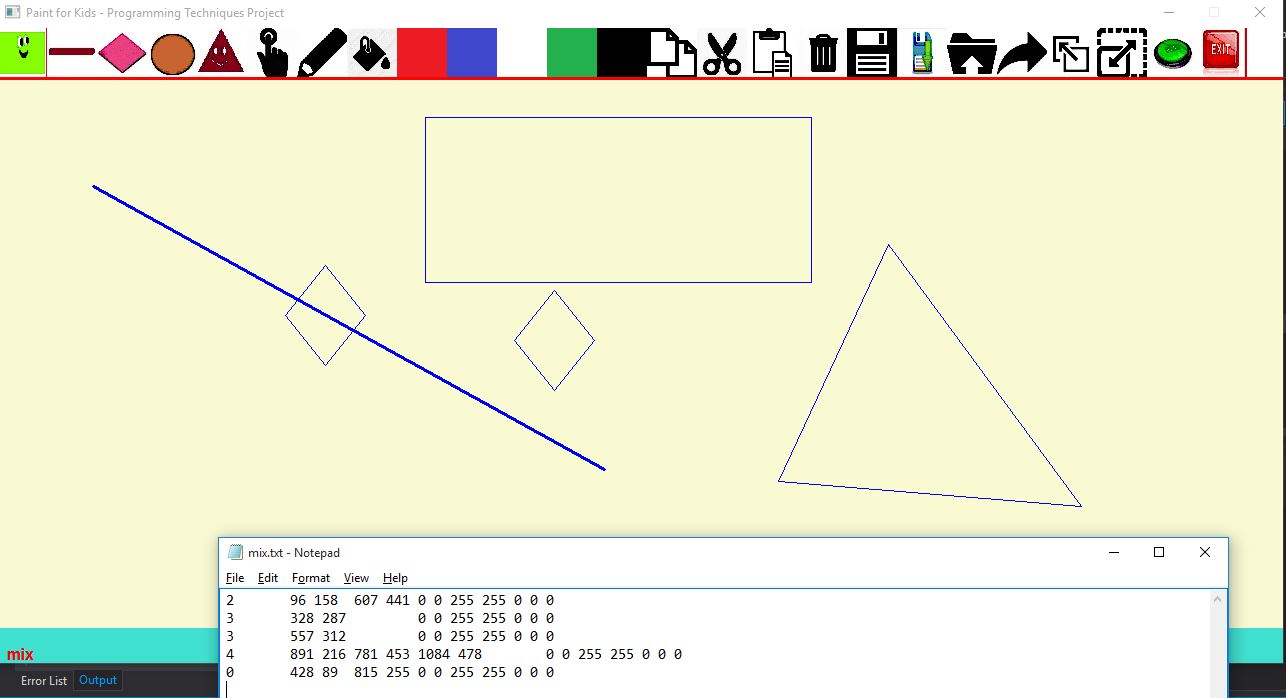 Paint for Kids - Programming Techniques Project
EXIT
mix.txt - Notepad
File Edit Format View Help
2 96 158 607 441 0 0 255 255 0 0 0
3 328 287 0 0 255 255 0 0 0
3 557 312 0 0 255 255 0 0 0
4 891 216 781 453 1084 478 0 0 255 255 0 0 0
0 428 89 815 255 0 0 255 255 0 0 0
mix
Error List Output